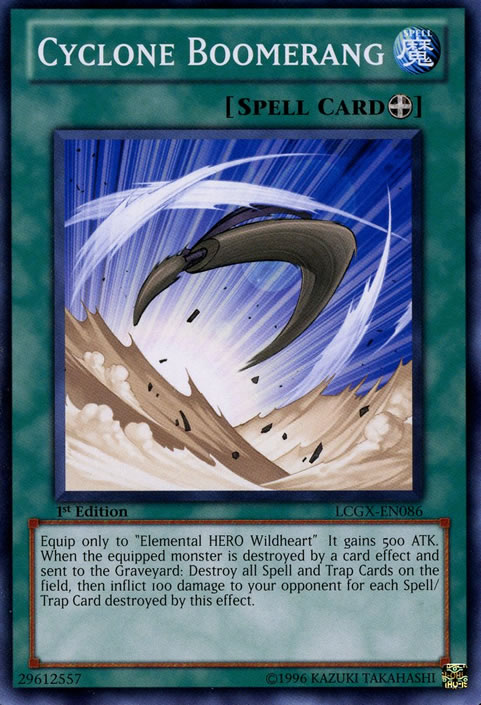 CYCLONE BOOMERANG
SPELL
魔
[SPELL CARD]
1st Edition
LCGX-EN086
Equip only to "Elemental HERO Wildheart" It gains 500 ATK.
When the equipped monster is destroyed by a card effect and
sent to the Graveyard: Destroy all Spell and Trap Cards on the
field, then inflict 100 damage to your opponent for each Spell/
Trap Card destroyed by this effect.
29612557
©1996 KAZUKI TAKAHASHI